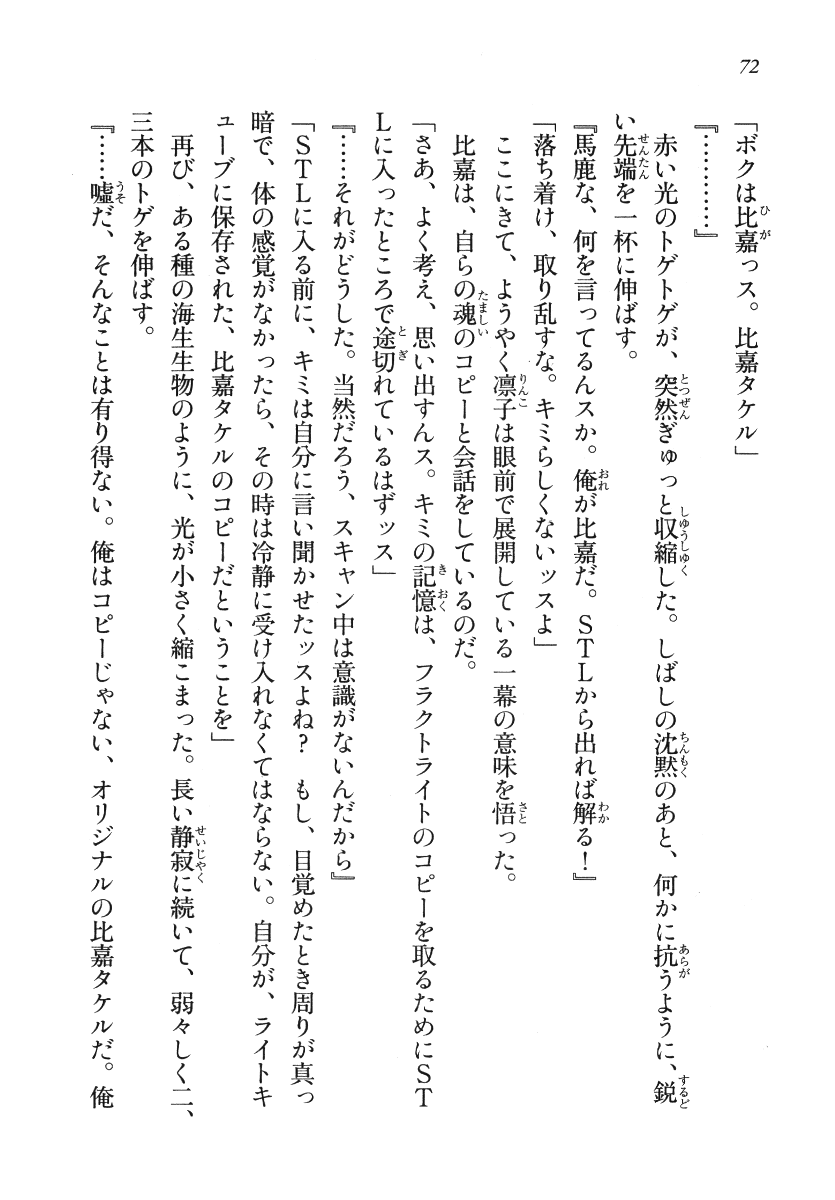 72
「ボクは比嘉っス。比嘉タケル」
『…………』
赤い光のトゲトゲが、突然ぎゅっと収縮した。しばしの沈黙のあと、何かに抗うように、鋭
い先端を一杯に伸ばす。
『馬鹿な、何を言ってるんスか。俺が比嘉だ。STLから出れば解る！』
「落ち着け、取り乱すな。キミらしくないッスよ」
ここにきて、ようやく凛子は眼前で展開している一幕の意味を悟った。
比嘉は、自らの魂のコピーと会話をしているのだ。
「さあ、よく考え、思い出すんス。キミの記憶は、フラクトライトのコピーを取るためにST
Lに入ったところで途切れているはずッス」
『……それがどうした。当然だろう、スキャン中は意識がないんだから』
「STLに入る前に、キミは自分に言い聞かせたッスよね？　もし、目覚めたとき周りが真っ
暗で、体の感覚がなかったら、その時は冷静に受け入れなくてはならない。自分が、ライトキ
ューブに保存された、比嘉タケルのコピーだということを」
再び、ある種の海生生物のように、光が小さく縮こまった。長い静寂に続いて、弱々しく二、
三本のトゲを伸ばす。
『……嘘だ、そんなことは有り得ない。俺はコピーじゃない、オリジナルの比嘉タケルだ。俺